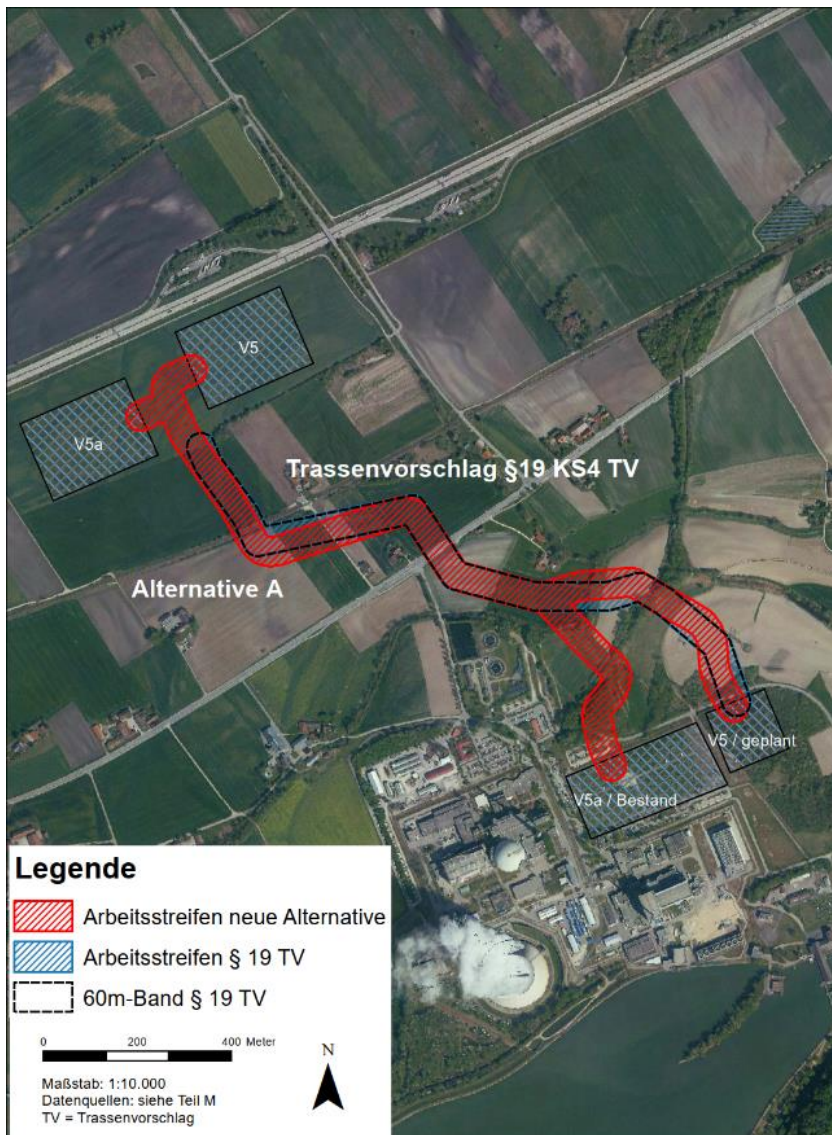 V5
V5a
Trassenvorschlag §19 KS4 TV
Alternative A
V5 / geplant
V5a / Bestand
Legende
Arbeitsstreifen neue Alternative
Arbeitsstreifen § 19 TV
60m-Band § 19 TV
0 200 400 Meter
N
Maßstab: 1:10.000
Datenquellen: siehe Teil M
TV = Trassenvorschlag